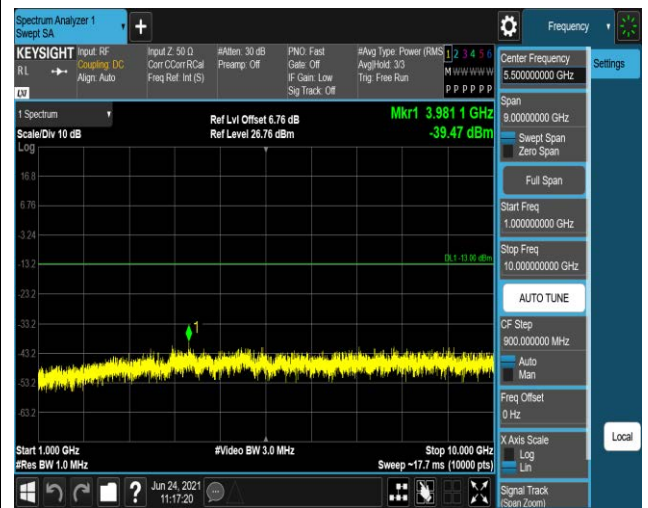 Spectrum Analyzer 1
Swept SA
Frequency
KEYSIGHT
RL
Input: RF
Coupling: DC
Align: Auto
Input Z: 50 Ω
Corr CCorr RCal
Freq Ref: Int (S)
#Atten: 30 dB
Preamp: Off
PNO: Fast
Gate: Off
IF Gain: Low
Sig Track: Off
#Avg Type: Power (RMS
Avg|Hold: 3/3
Trig: Free Run
1 2 3 4 5 6
M W W W W W
P P P P P P
LXI
1 Spectrum
Scale/Div 10 dB
Ref Lvl Offset 6.76 dB
Ref Level 26.76 dBm
Mkr1 3.981 1 GHz
-39.47 dBm
Log
16.8
6.76
-3.24
-13.2
-23.2
-33.2
-43.2
-53.2
-63.2
DL1 -13.00 dBm
1
Start 1.000 GHz
#Res BW 1.0 MHz
#Video BW 3.0 MHz
Stop 10.000 GHz
Sweep ~17.7 ms (10000 pts)
Jun 24, 2021
11:17:20
Center Frequency
5.500000000 GHz
Span
9.00000000 GHz
Swept Span
Zero Span
Full Span
Start Freq
1.000000000 GHz
Stop Freq
10.000000000 GHz
AUTO TUNE
CF Step
900.000000 MHz
Auto
Man
Freq Offset
0 Hz
X Axis Scale
Log
Lin
Signal Track
(Span Zoom)
Settings
Local